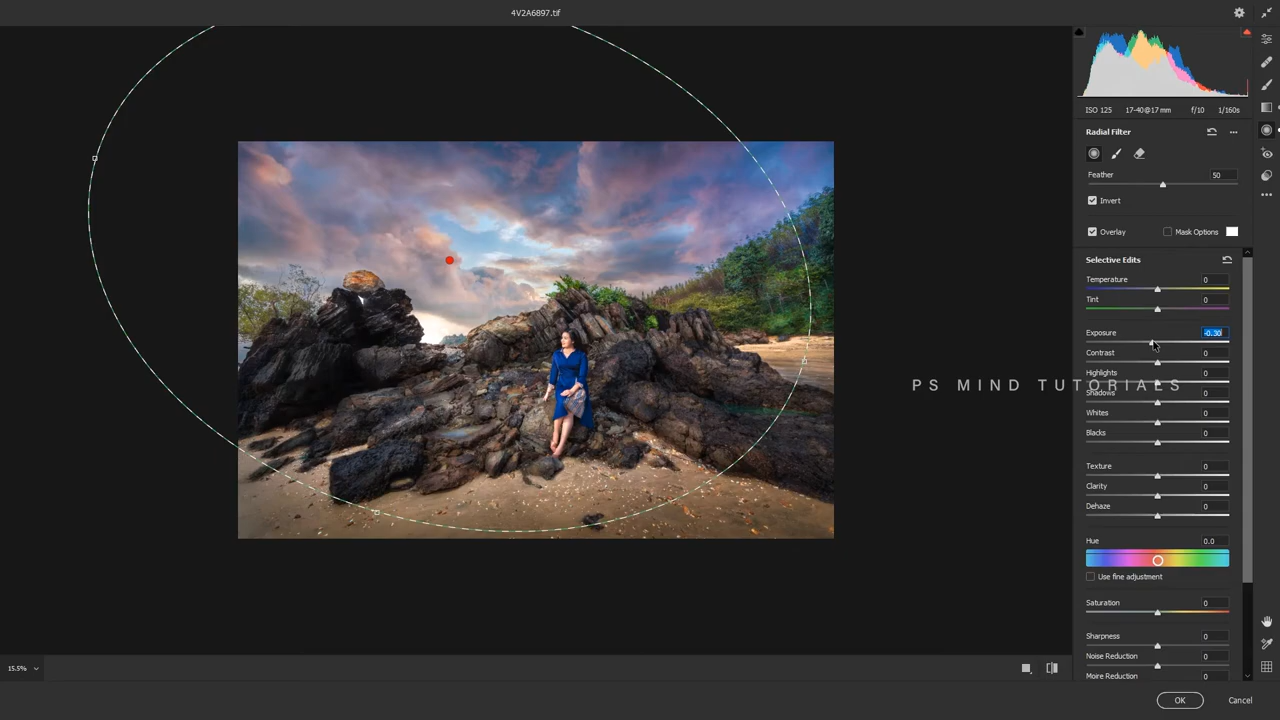 4V2A6897.tif
ISO 125 17-40@17 mm f/10 1/160s
Radial Filter
Feather 50
Invert
Overlay Mask Options
Selective Edits
Temperature 0
Tint 0
Exposure -0.30
Contrast 0
Highlights 0
PS MIND TUTORIALS
Shadows 0
Whites 0
Blacks 0
Texture 0
Clarity 0
Dehaze 0
Hue 0.0
Use fine adjustment
Saturation 0
Sharpness 0
Noise Reduction 0
15.5%
Moire Reduction 0
OK Cancel